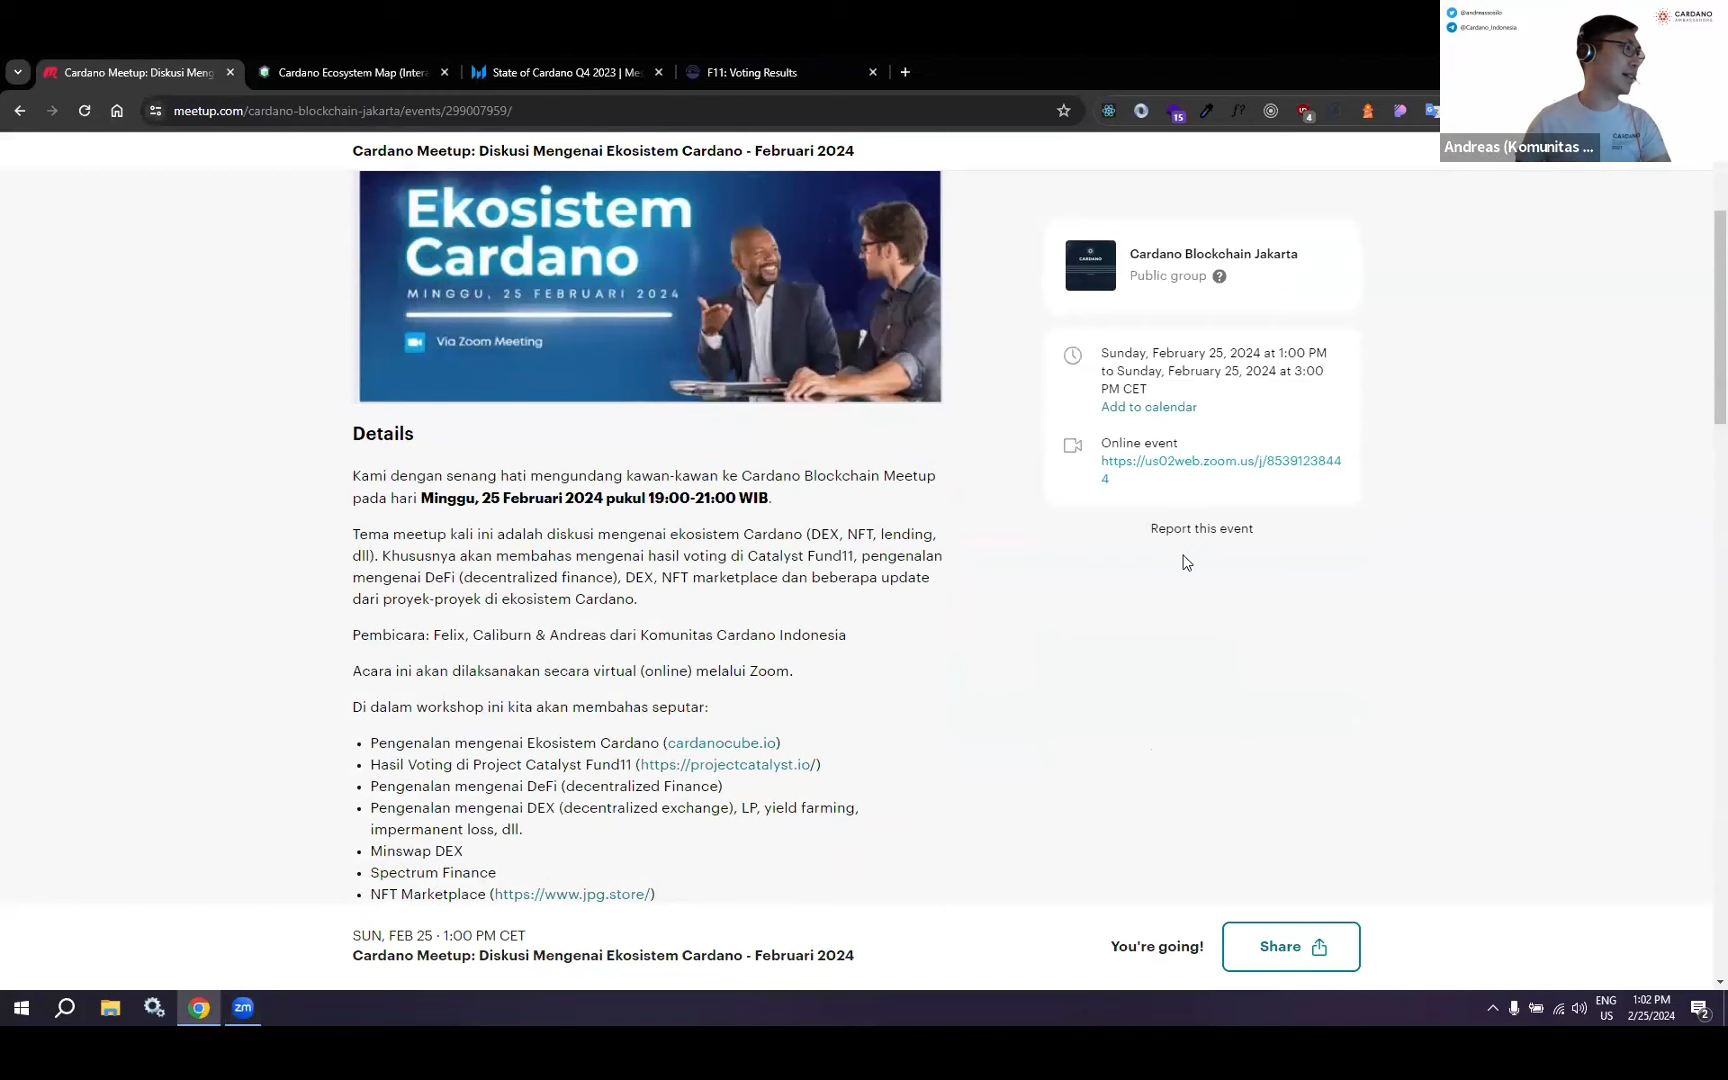 @andreassosilo
@Cardano_Indonesia
CARDANO
AMBASSADORS
Andreas (Komunitas ...
Cardano Meetup: Diskusi Meng
Cardano Ecosystem Map (Intera
State of Cardano Q4 2023 | Mes
F11: Voting Results
meetup.com/cardano-blockchain-jakarta/events/299007959/
15
4
Cardano Meetup: Diskusi Mengenai Ekosistem Cardano - Februari 2024
Ekosistem
Cardano
MINGGU, 25 FEBRUARI 2024
Via Zoom Meeting
CARDANO
Cardano Blockchain Jakarta
Public group
Sunday, February 25, 2024 at 1:00 PM
to Sunday, February 25, 2024 at 3:00
PM CET
Add to calendar
Online event
https://us02web.zoom.us/j/8539123844
4
Report this event
Details
Kami dengan senang hati mengundang kawan-kawan ke Cardano Blockchain Meetup
pada hari Minggu, 25 Februari 2024 pukul 19:00-21:00 WIB.
Tema meetup kali ini adalah diskusi mengenai ekosistem Cardano (DEX, NFT, lending,
dll). Khususnya akan membahas mengenai hasil voting di Catalyst Fund11, pengenalan
mengenai DeFi (decentralized finance), DEX, NFT marketplace dan beberapa update
dari proyek-proyek di ekosistem Cardano.
Pembicara: Felix, Caliburn & Andreas dari Komunitas Cardano Indonesia
Acara ini akan dilaksanakan secara virtual (online) melalui Zoom.
Di dalam workshop ini kita akan membahas seputar:
• Pengenalan mengenai Ekosistem Cardano (cardanocube.io)
• Hasil Voting di Project Catalyst Fund11 (https://projectcatalyst.io/)
• Pengenalan mengenai DeFi (decentralized Finance)
• Pengenalan mengenai DEX (decentralized exchange), LP, yield farming,
impermanent loss, dll.
• Minswap DEX
• Spectrum Finance
• NFT Marketplace (https://www.jpg.store/)
SUN, FEB 25 · 1:00 PM CET
Cardano Meetup: Diskusi Mengenai Ekosistem Cardano - Februari 2024
You're going!
Share
zm
ENG
US
1:02 PM
2/25/2024
2